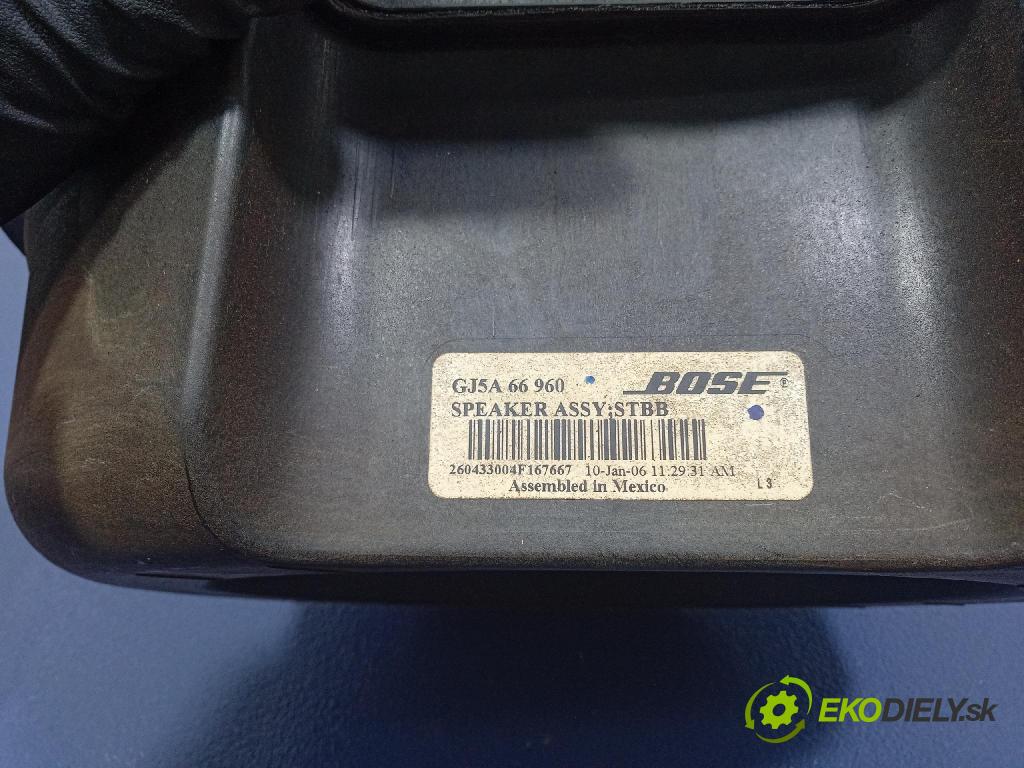 GJ5A 66 960 BOSE®
SPEAKER ASSY;STBB
260433004F167667 10-Jan-06 11:29:31 AM
Assembled in Mexico L3
EKODIELY.sk